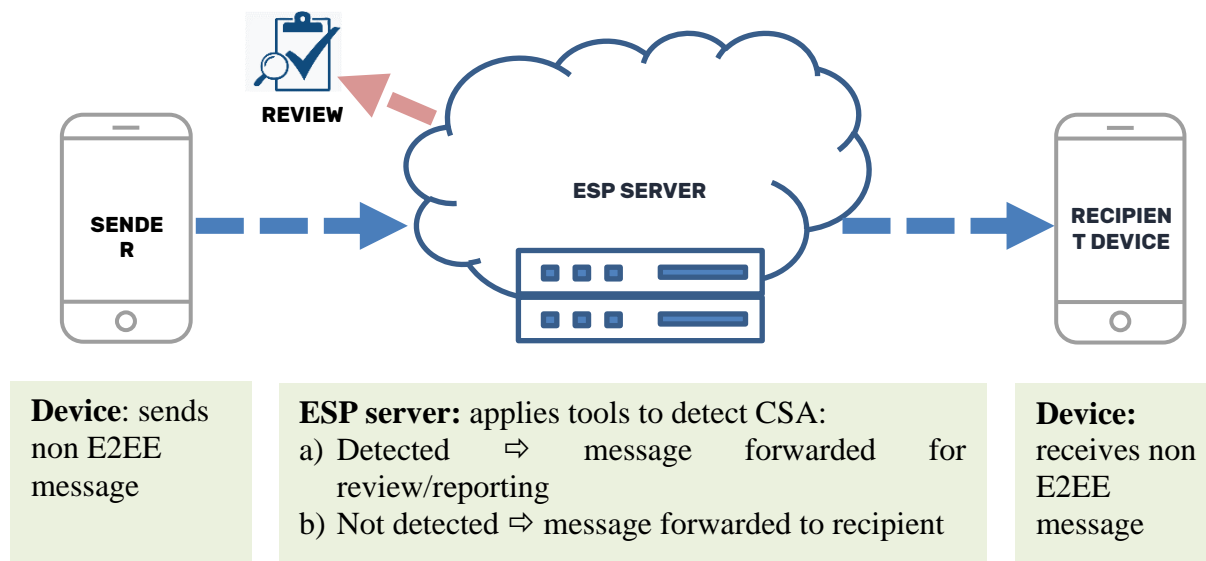 REVIEW
SENDE
R
ESP SERVER
RECIPIEN
T DEVICE
Device: sends
non E2EE
message
ESP server: applies tools to detect CSA:
a) Detected ⇨ message forwarded for
review/reporting
b) Not detected ⇨ message forwarded to recipient
Device:
receives non
E2EE
message